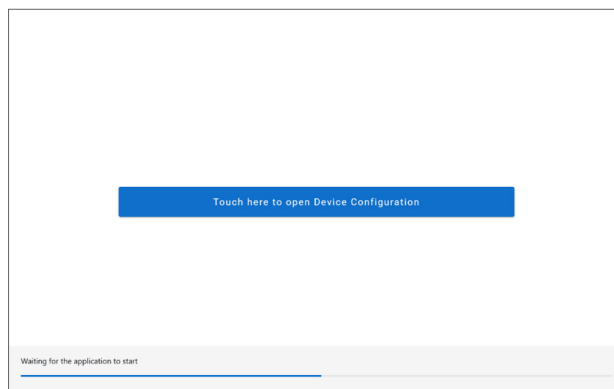 Touch here to open Device Configuration
Waiting for the application to start